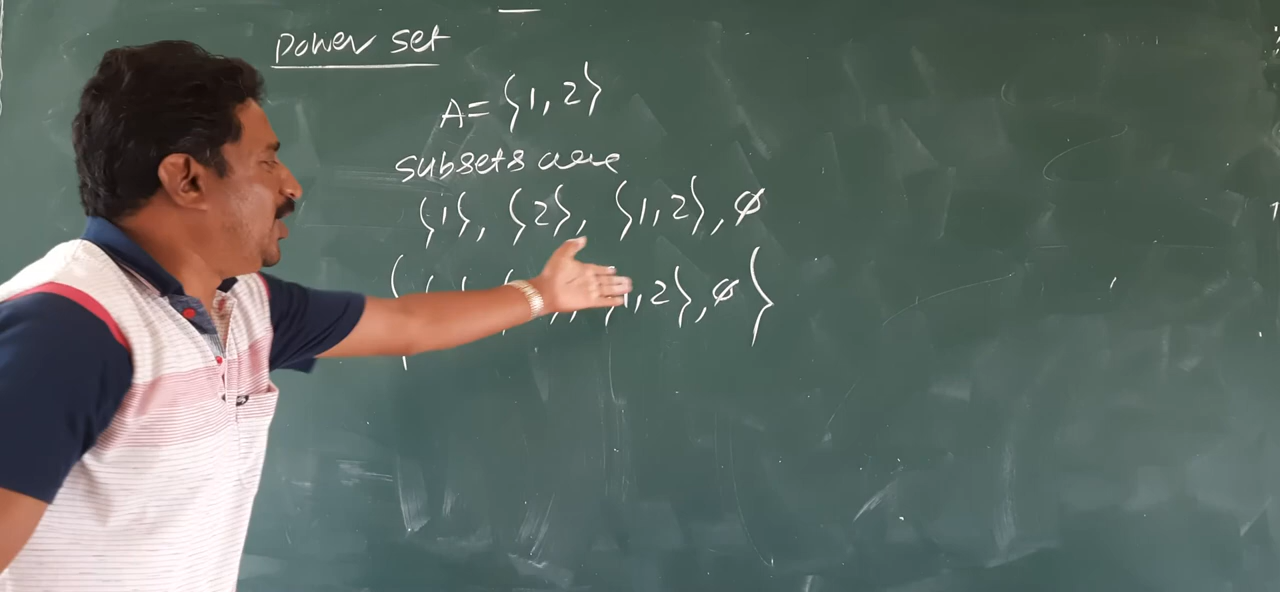 Power set
A = {1, 2}
subsets are
{1}, {2}, {1, 2}, ∅
{ 1, 2}, ∅ }